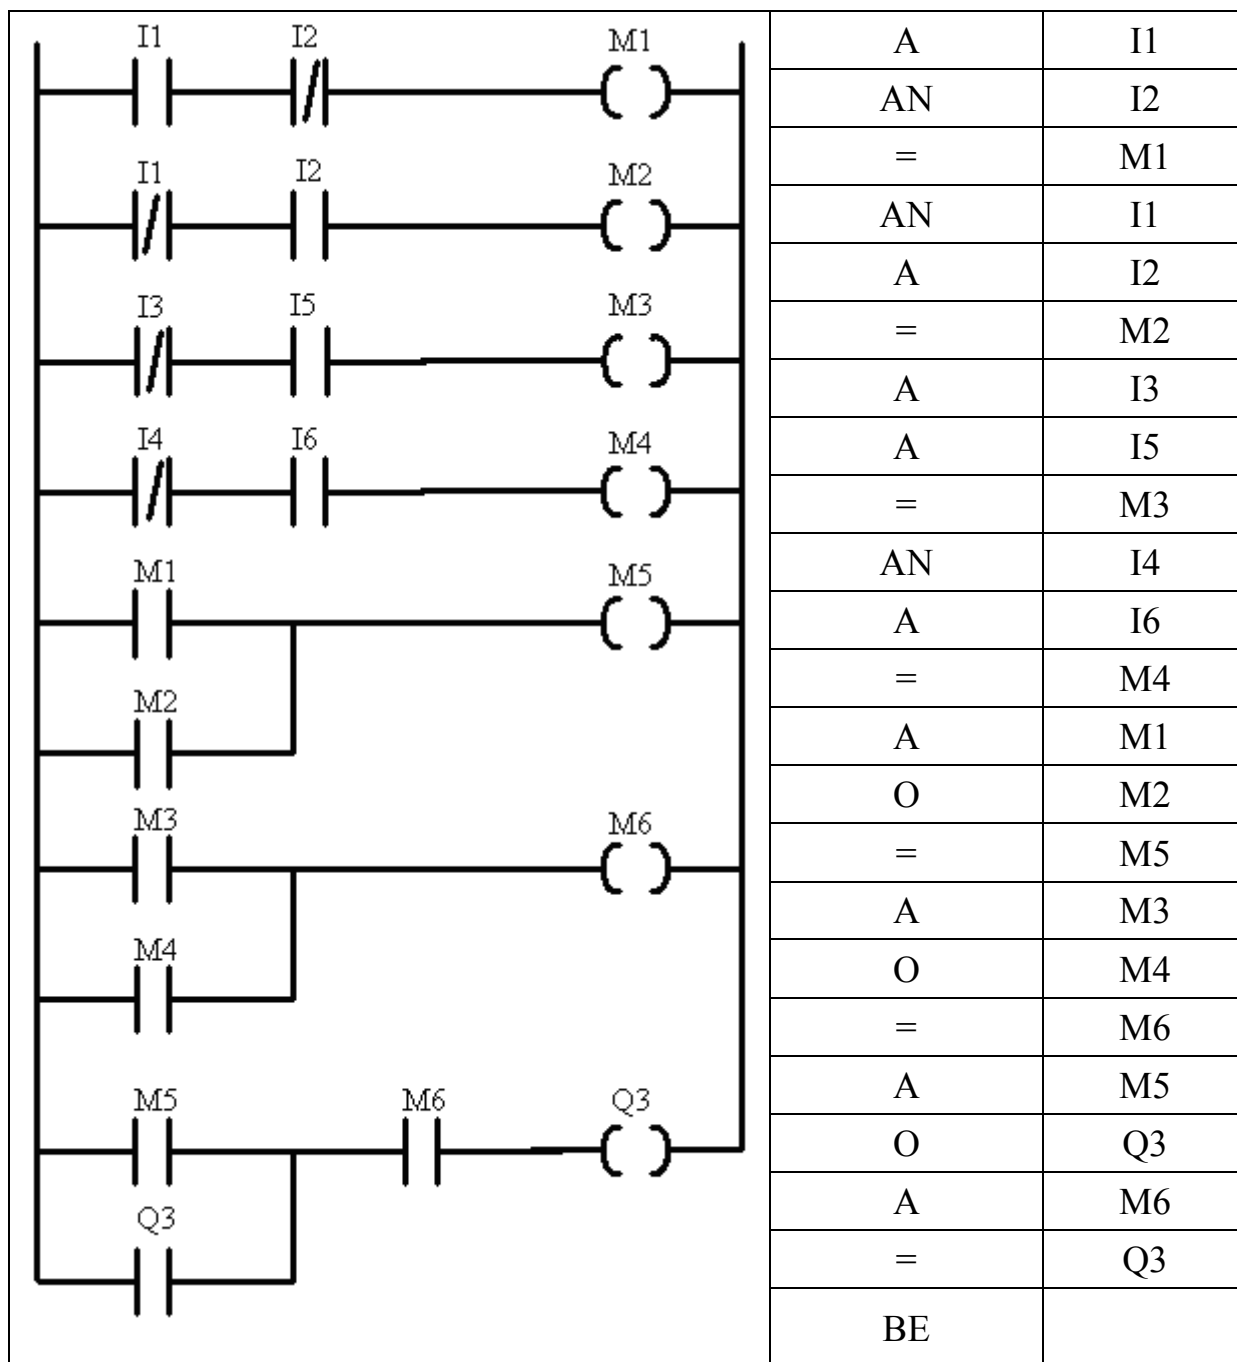 I1 I2 M1
I1 I2 M2
I3 I5 M3
I4 I6 M4
M1 M5
M2
M3 M6
M4
M5 M6 Q3
Q3
A I1
AN I2
= M1
AN I1
A I2
= M2
A I3
A I5
= M3
AN I4
A I6
= M4
A M1
O M2
= M5
A M3
O M4
= M6
A M5
O Q3
A M6
= Q3
BE